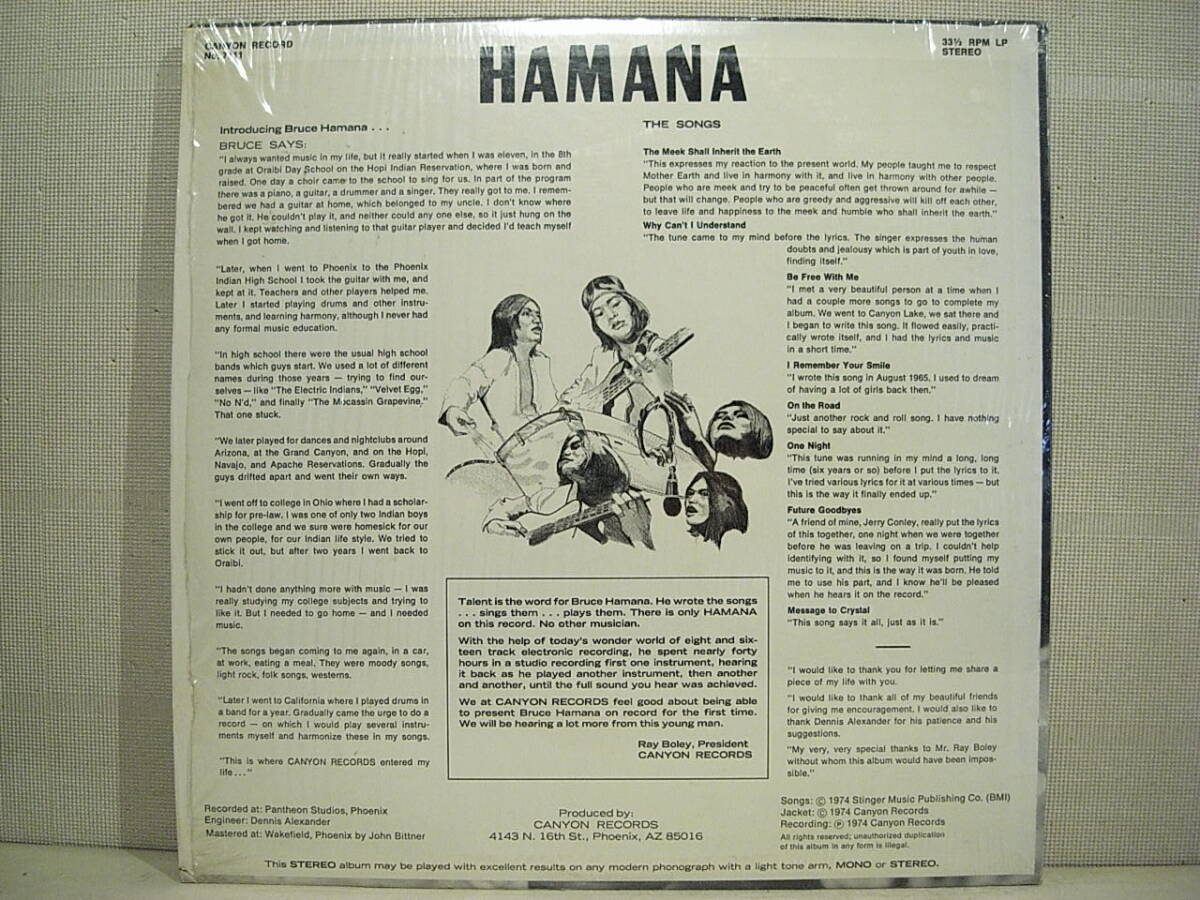 CANYON RECORD
No.
33⅓ RPM LP
STEREO
HAMANA
Introducing Bruce Hamana . . .
BRUCE SAYS:
"I always wanted music in my life, but it really started when I was eleven, in the 8th
grade at Oraibi Day School on the Hopi Indian Reservation, where I was born and
raised. One day a choir came to the school to sing for us. In part of the program
there was a piano, a guitar, a drummer and a singer. They really got to me. I remem-
bered we had a guitar at home, which belonged to my uncle. I don't know where
he got it. He couldn't play it, and neither could any one else, so it just hung on the
wall. I kept watching and listening to that guitar player and decided I'd teach myself
when I got home.
"Later, when I went to Phoenix to the Phoenix
Indian High School I took the guitar with me, and
kept at it. Teachers and other players helped me.
Later I started playing drums and other instru-
ments, and learning harmony, although I never had
any formal music education.
"In high school there were the usual high school
bands which guys start. We used a lot of different
names during those years — trying to find our-
selves — like "The Electric Indians," "Velvet Egg,"
"No N'd," and finally "The Mocassin Grapevine."
That one stuck.
"We later played for dances and nightclubs around
Arizona, at the Grand Canyon, and on the Hopi,
Navajo, and Apache Reservations. Gradually the
guys drifted apart and went their own ways.
"I went off to college in Ohio where I had a scholar-
ship for pre-law. I was one of only two Indian boys
in the college and we sure were homesick for our
own people, for our Indian life style. We tried to
stick it out, but after two years I went back to
Oraibi.
"I hadn't done anything more with music — I was
really studying my college subjects and trying to
like it. But I needed to go home — and I needed
music.
"The songs began coming to me again, in a car,
at work, eating a meal. They were moody songs,
light rock, folk songs, westerns.
"Later I went to California where I played drums in
a band for a year. Gradually came the urge to do a
record — on which I would play several instru-
ments myself and harmonize these in my songs.
"This is where CANYON RECORDS entered my
life . . ."
Recorded at: Pantheon Studios, Phoenix
Engineer: Dennis Alexander
Mastered at: Wakefield, Phoenix by John Bittner
Talent is the word for Bruce Hamana. He wrote the songs
. . . sings them . . . plays them. There is only HAMANA
on this record. No other musician.
With the help of today's wonder world of eight and six-
teen track electronic recording, he spent nearly forty
hours in a studio recording first one instrument, hearing
it back as he played another instrument, then another
and another, until the full sound you hear was achieved.
We at CANYON RECORDS feel good about being able
to present Bruce Hamana on record for the first time.
We will be hearing a lot more from this young man.
Ray Boley, President
CANYON RECORDS
Produced by:
CANYON RECORDS
4143 N. 16th St., Phoenix, AZ 85016
THE SONGS
The Meek Shall Inherit the Earth
"This expresses my reaction to the present world. My people taught me to respect
Mother Earth and live in harmony with it, and live in harmony with other people.
People who are meek and try to be peaceful often get thrown around for awhile —
but that will change. People who are greedy and aggressive will kill off each other,
to leave life and happiness to the meek and humble who shall inherit the earth."
Why Can't I Understand
"The tune came to my mind before the lyrics. The singer expresses the human
doubts and jealousy which is part of youth in love,
finding itself."
Be Free With Me
"I met a very beautiful person at a time when I
had a couple more songs to go to complete my
album. We went to Canyon Lake, we sat there and
I began to write this song. It flowed easily, practi-
cally wrote itself, and I had the lyrics and music
in a short time."
I Remember Your Smile
"I wrote this song in August 1965. I used to dream
of having a lot of girls back then."
On the Road
"Just another rock and roll song. I have nothing
special to say about it."
One Night
"This tune was running in my mind a long, long
time (six years or so) before I put the lyrics to it.
I've tried various lyrics for it at various times — but
this is the way it finally ended up."
Future Goodbyes
"A friend of mine, Jerry Conley, really put the lyrics
of this together, one night when we were together
before he was leaving on a trip. I couldn't help
identifying with it, so I found myself putting my
music to it, and this is the way it was born. He told
me to use his part, and I know he'll be pleased
when he hears it on the record."
Message to Crystal
"This song says it all, just as it is."
"I would like to thank you for letting me share a
piece of my life with you.
"I would like to thank all of my beautiful friends
for giving me encouragement. I would also like to
thank Dennis Alexander for his patience and his
suggestions.
"My very, very special thanks to Mr. Ray Boley
without whom this album would have been impos-
sible."
Songs: © 1974 Stinger Music Publishing Co. (BMI)
Jacket: © 1974 Canyon Records
Recording: ℗ 1974 Canyon Records
All rights reserved; unauthorized duplication
of this album in any form is illegal.
This STEREO album may be played with excellent results on any modern phonograph with a light tone arm, MONO or STEREO.